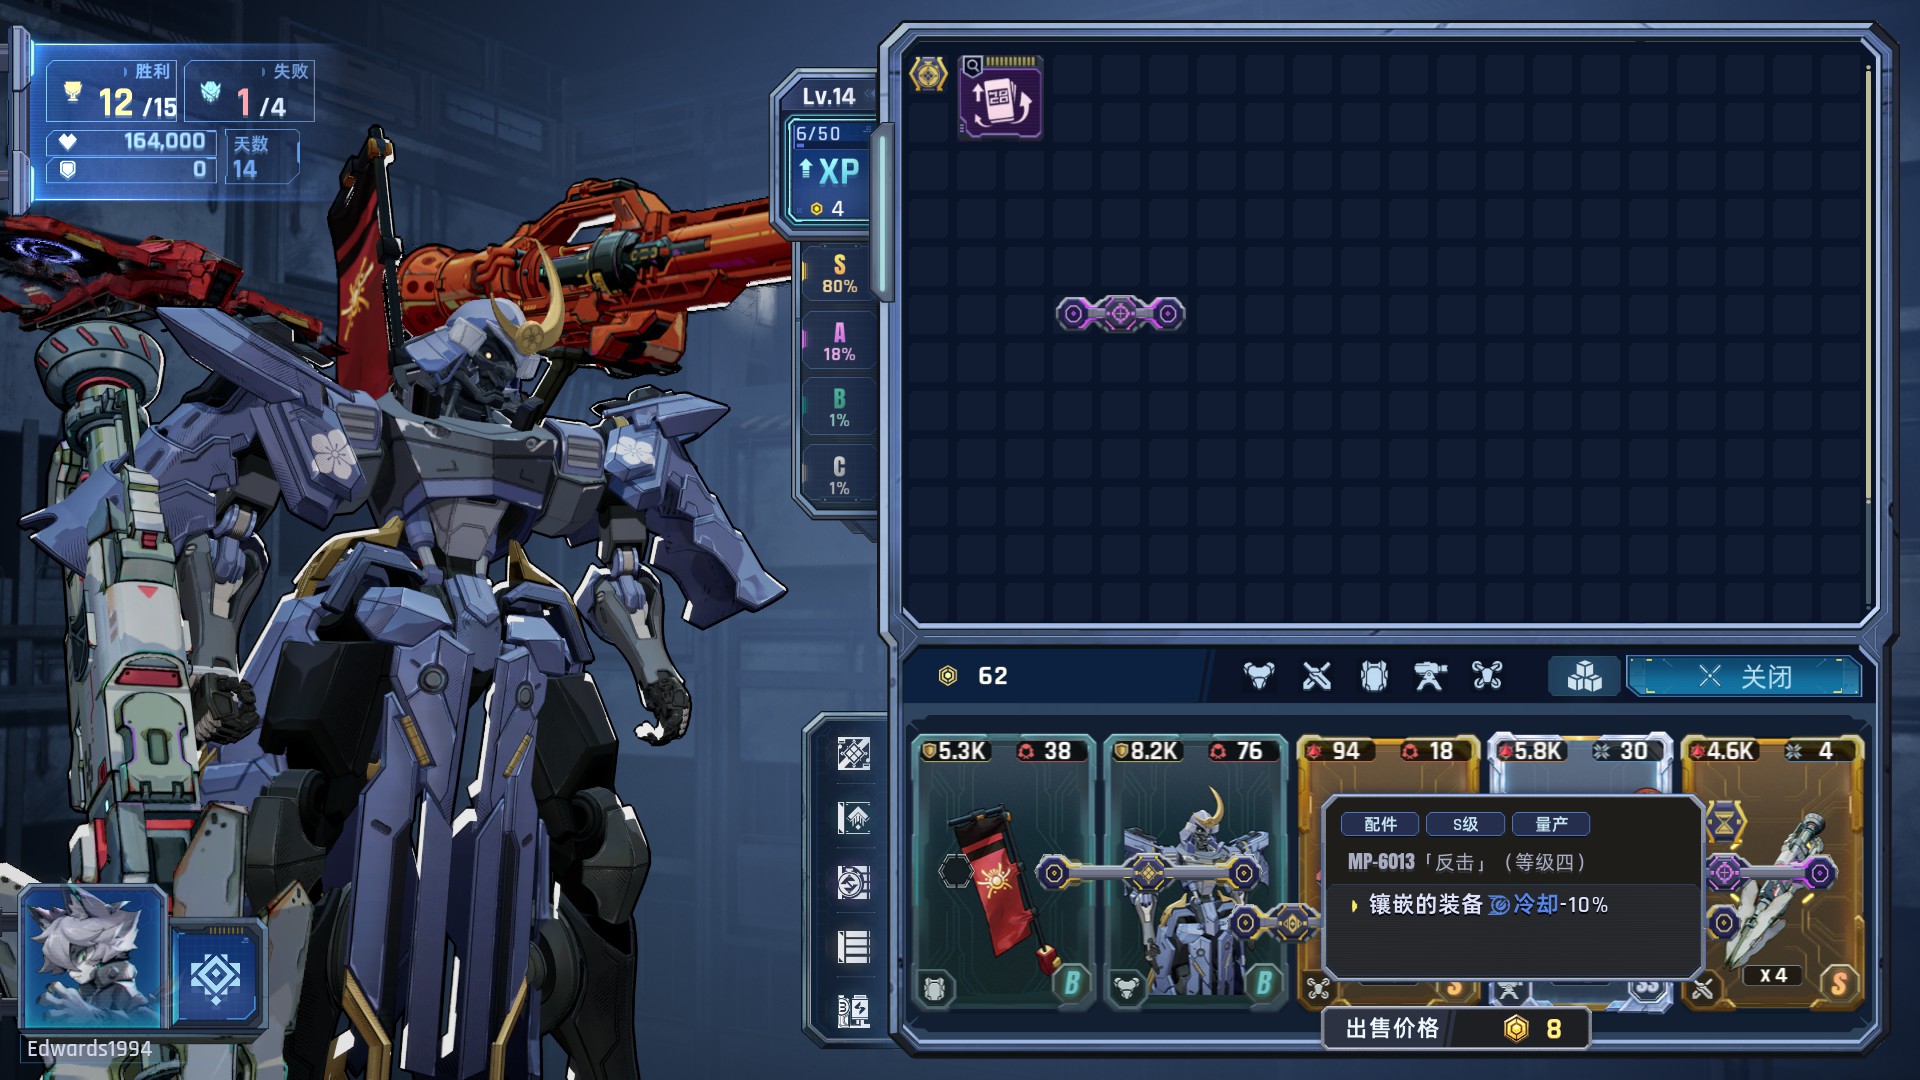 胜利
12 /15
失败
1 /4
164,000
0
天数
14
Lv.14
6/50
XP
4
S
80%
A
18%
B
1%
C
1%
62
关闭
5.3K
38
8.2K
76
94
18
5.8K
30
4.6K
4
配件
S级
量产
MP-6013「反击」（等级四）
镶嵌的装备冷却-10%
B
B
S
SS
X4
S
出售价格
8
Edwards1994